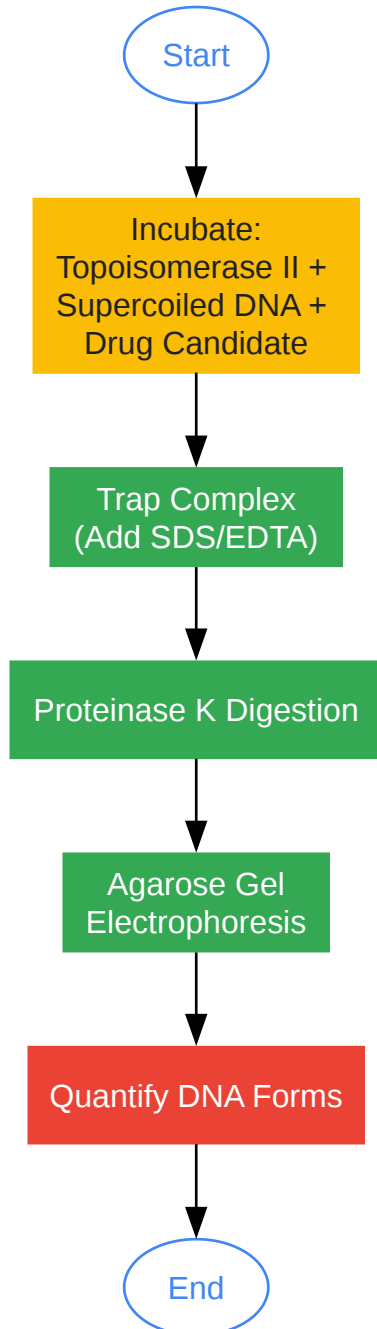 Start
Incubate:
Topoisomerase II +
Supercoiled DNA +
Drug Candidate
Trap Complex
(Add SDS/EDTA)
Proteinase K Digestion
Agarose Gel
Electrophoresis
Quantify DNA Forms
End